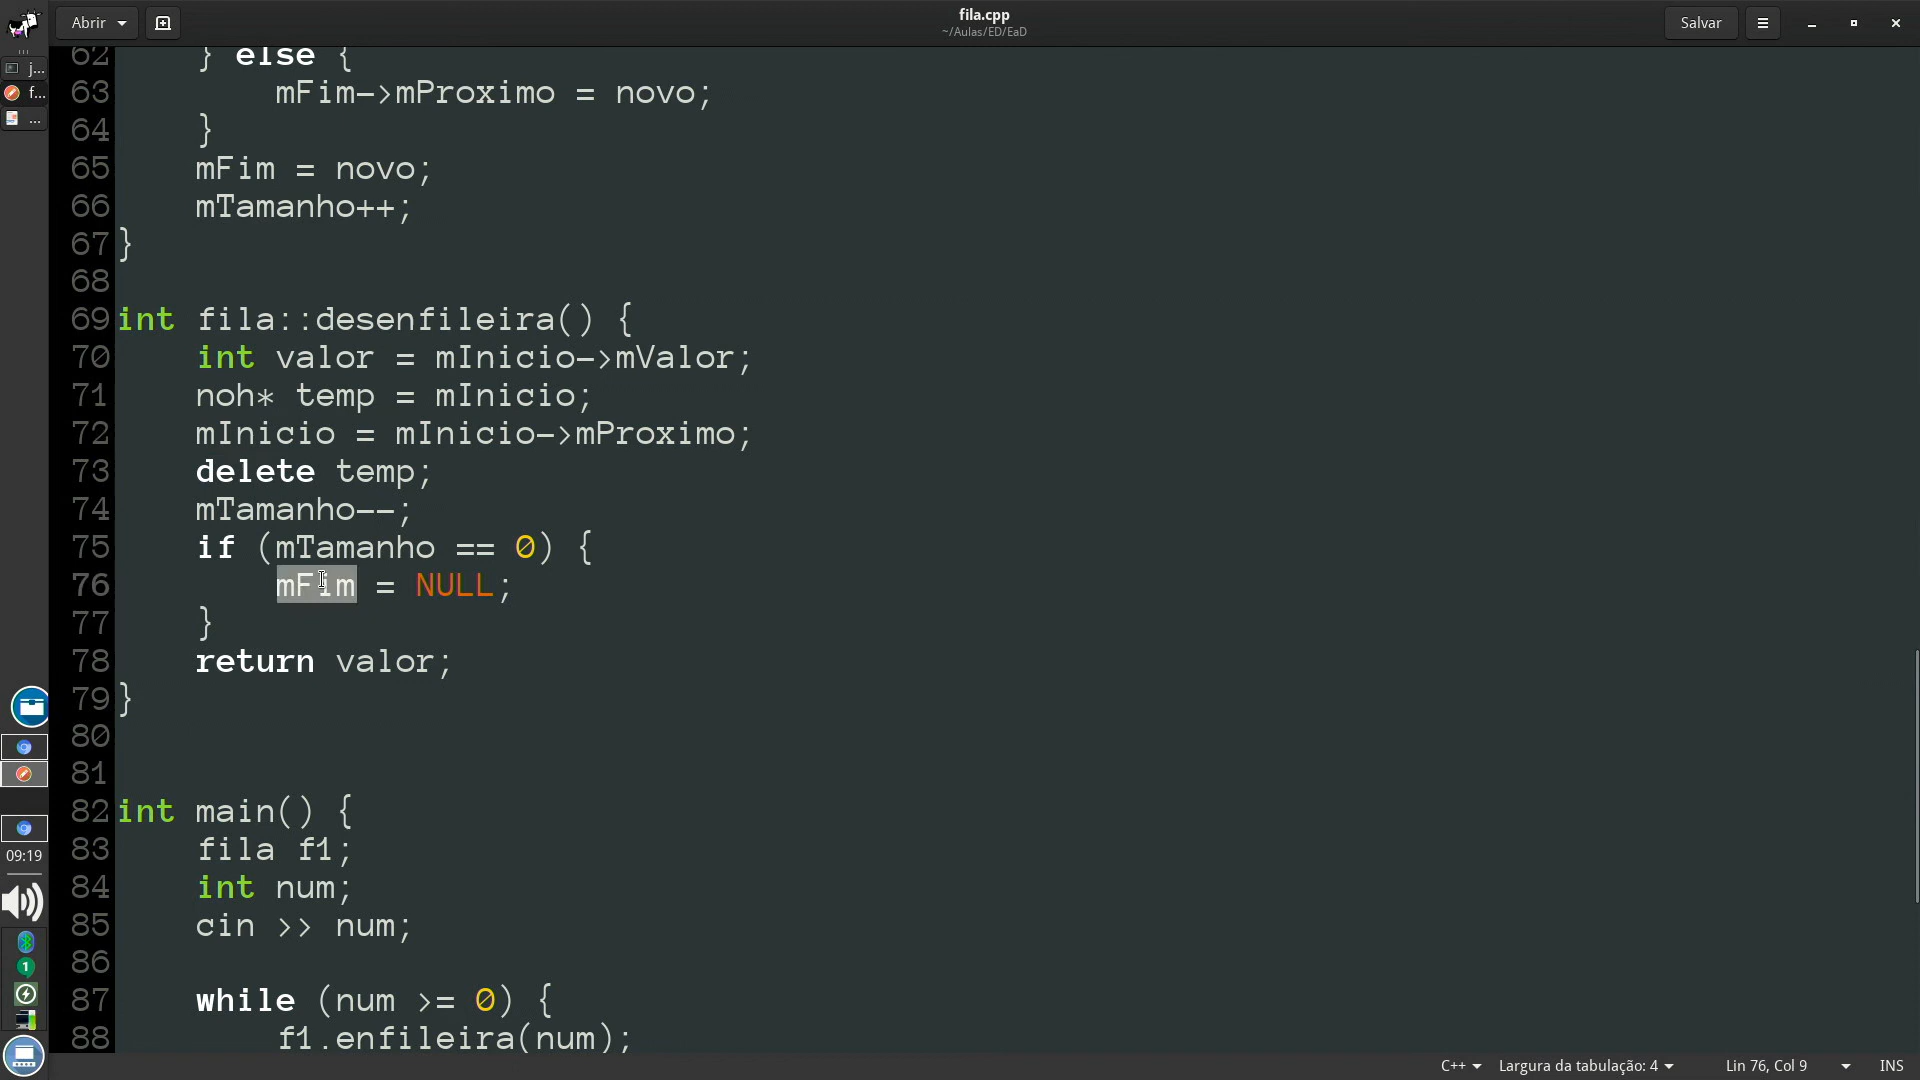 Abrir
fila.cpp
~/Aulas/ED/EaD
Salvar
j...
f...
...
62 } else {
63 mFim->mProximo = novo;
64 }
65 mFim = novo;
66 mTamanho++;
67 }
68
69 int fila::desenfileira() {
70 int valor = mInicio->mValor;
71 noh* temp = mInicio;
72 mInicio = mInicio->mProximo;
73 delete temp;
74 mTamanho--;
75 if (mTamanho == 0) {
76 mFim = NULL;
77 }
78 return valor;
79 }
80
81
82 int main() {
83 fila f1;
84 int num;
85 cin >> num;
86
87 while (num >= 0) {
88 f1.enfileira(num);
09:19
1
C++
Largura da tabulação: 4
Lin 76, Col 9
INS